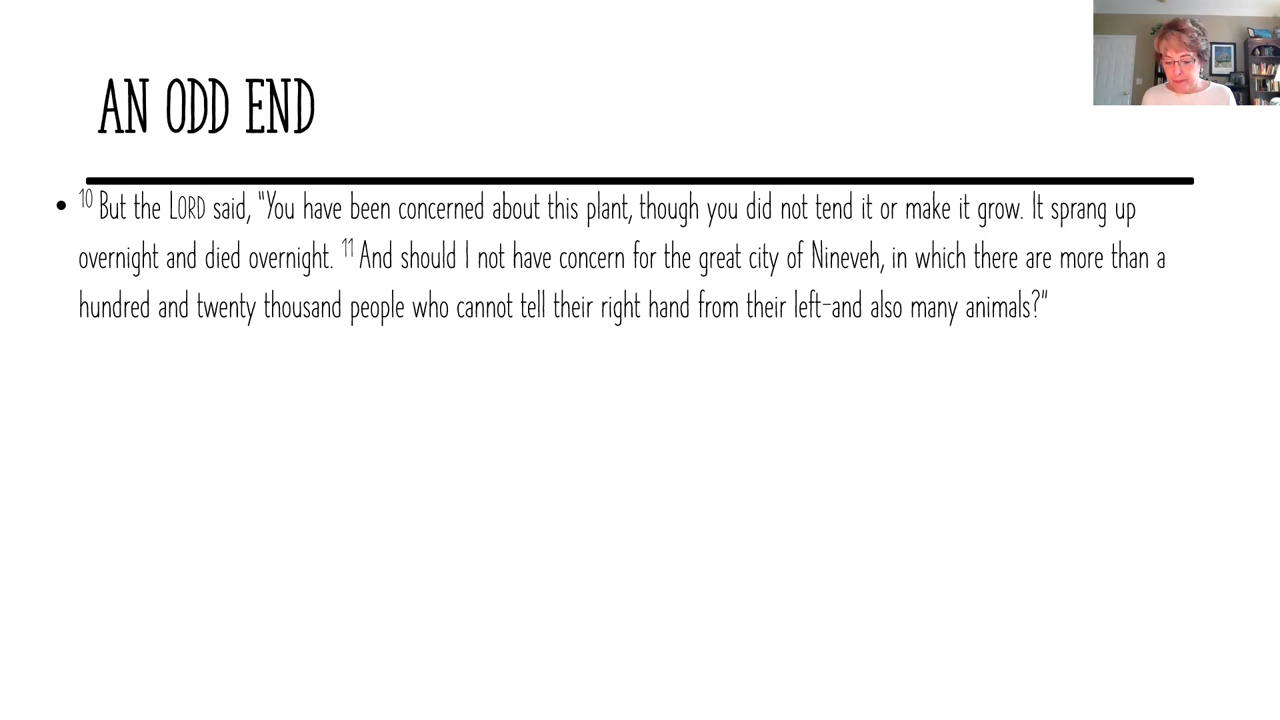 AN ODD END
• ¹⁰ But the LORD said, "You have been concerned about this plant, though you did not tend it or make it grow. It sprang up
overnight and died overnight. ¹¹ And should I not have concern for the great city of Nineveh, in which there are more than a
hundred and twenty thousand people who cannot tell their right hand from their left—and also many animals?"